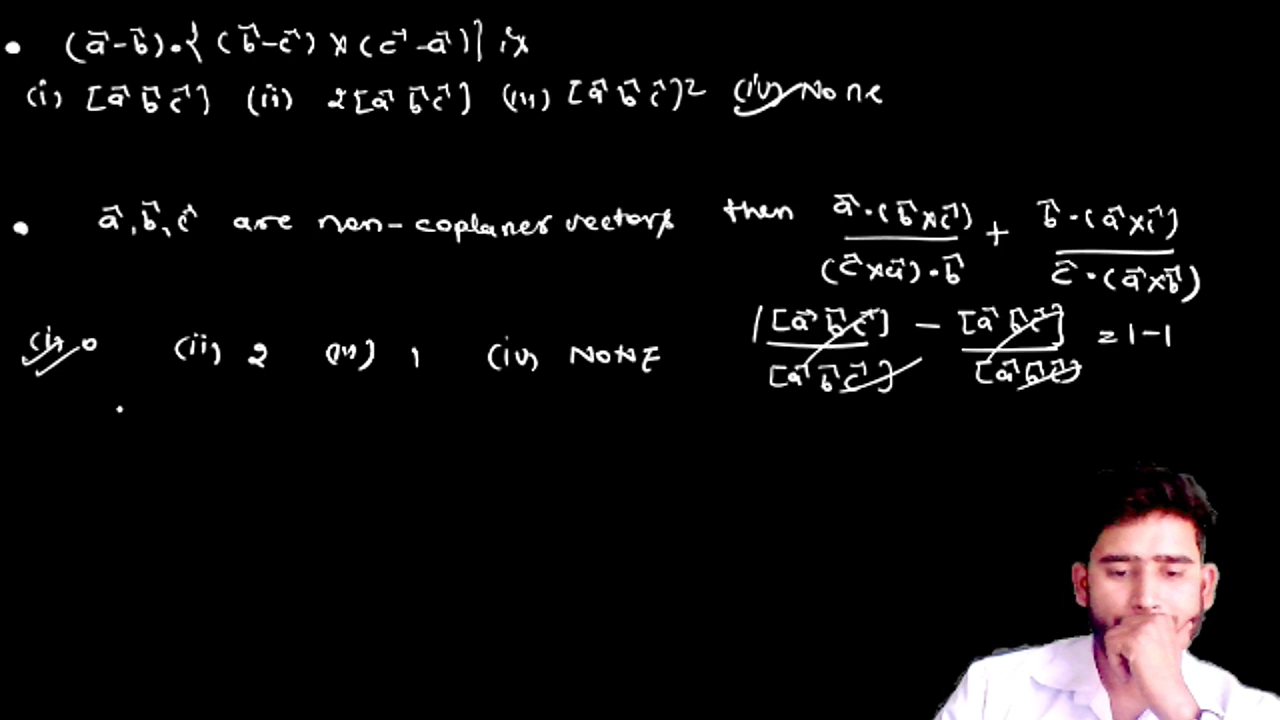 • (a⃗-b⃗)·{(b⃗-c⃗)×(c⃗-a⃗)} is
(i) [a⃗ b⃗ c⃗] (ii) 2[a⃗ b⃗ c⃗] (iii) [a⃗ b⃗ c⃗]² (iv) None
• a⃗, b⃗, c⃗ are non-coplaner vectors then (a⃗·(b⃗×c⃗))/((c⃗×a⃗)·b⃗) + (b⃗·(a⃗×c⃗))/(c⃗·(a⃗×b⃗))
(i) 0 (ii) 2 (iii) 1 (iv) NONE
[a⃗ b⃗ c⃗]/[a⃗ b⃗ c⃗] - [a⃗ b⃗ c⃗]/[a⃗ b⃗ c⃗] = 1-1